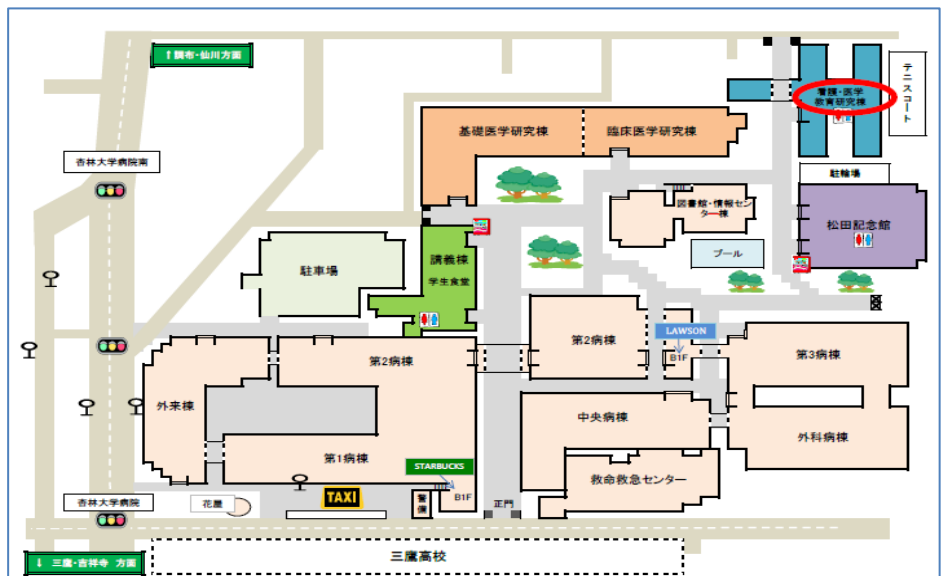 ↑調布・仙川方面
看護・医学
教育研究棟
テニスコート
基礎医学研究棟
臨床医学研究棟
杏林大学病院南
駐輪場
図書館・情報セン
ター棟
松田記念館
講義棟
学生食堂
駐車場
プール
LAWSON
B1F
第2病棟
第2病棟
第3病棟
外来棟
中央病棟
外科病棟
第1病棟
STARBUCKS
B1F
救命救急センター
TAXI
花屋
警備
正門
杏林大学病院
三鷹高校
↓ 三鷹・吉祥寺 方面